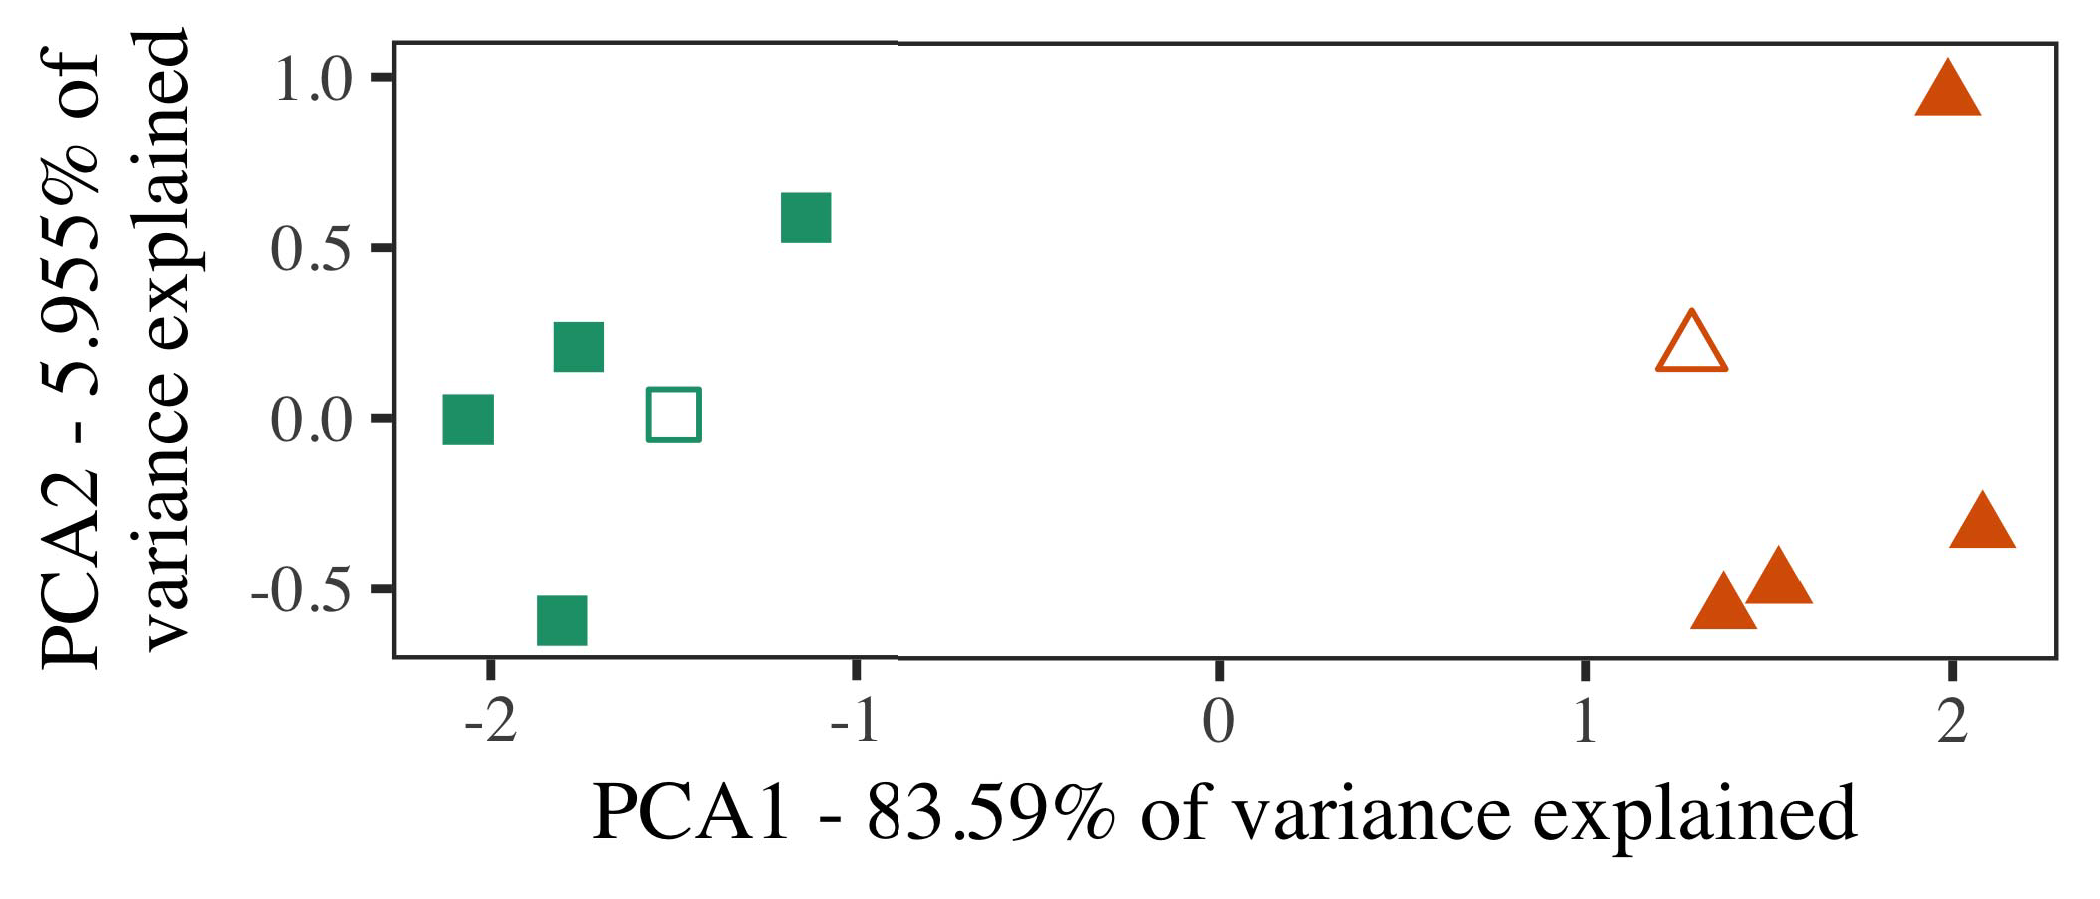 PCA2 - 5.955% of
variance explained
1.0
0.5
0.0
-0.5
-2 -1 0 1 2
PCA1 - 83.59% of variance explained